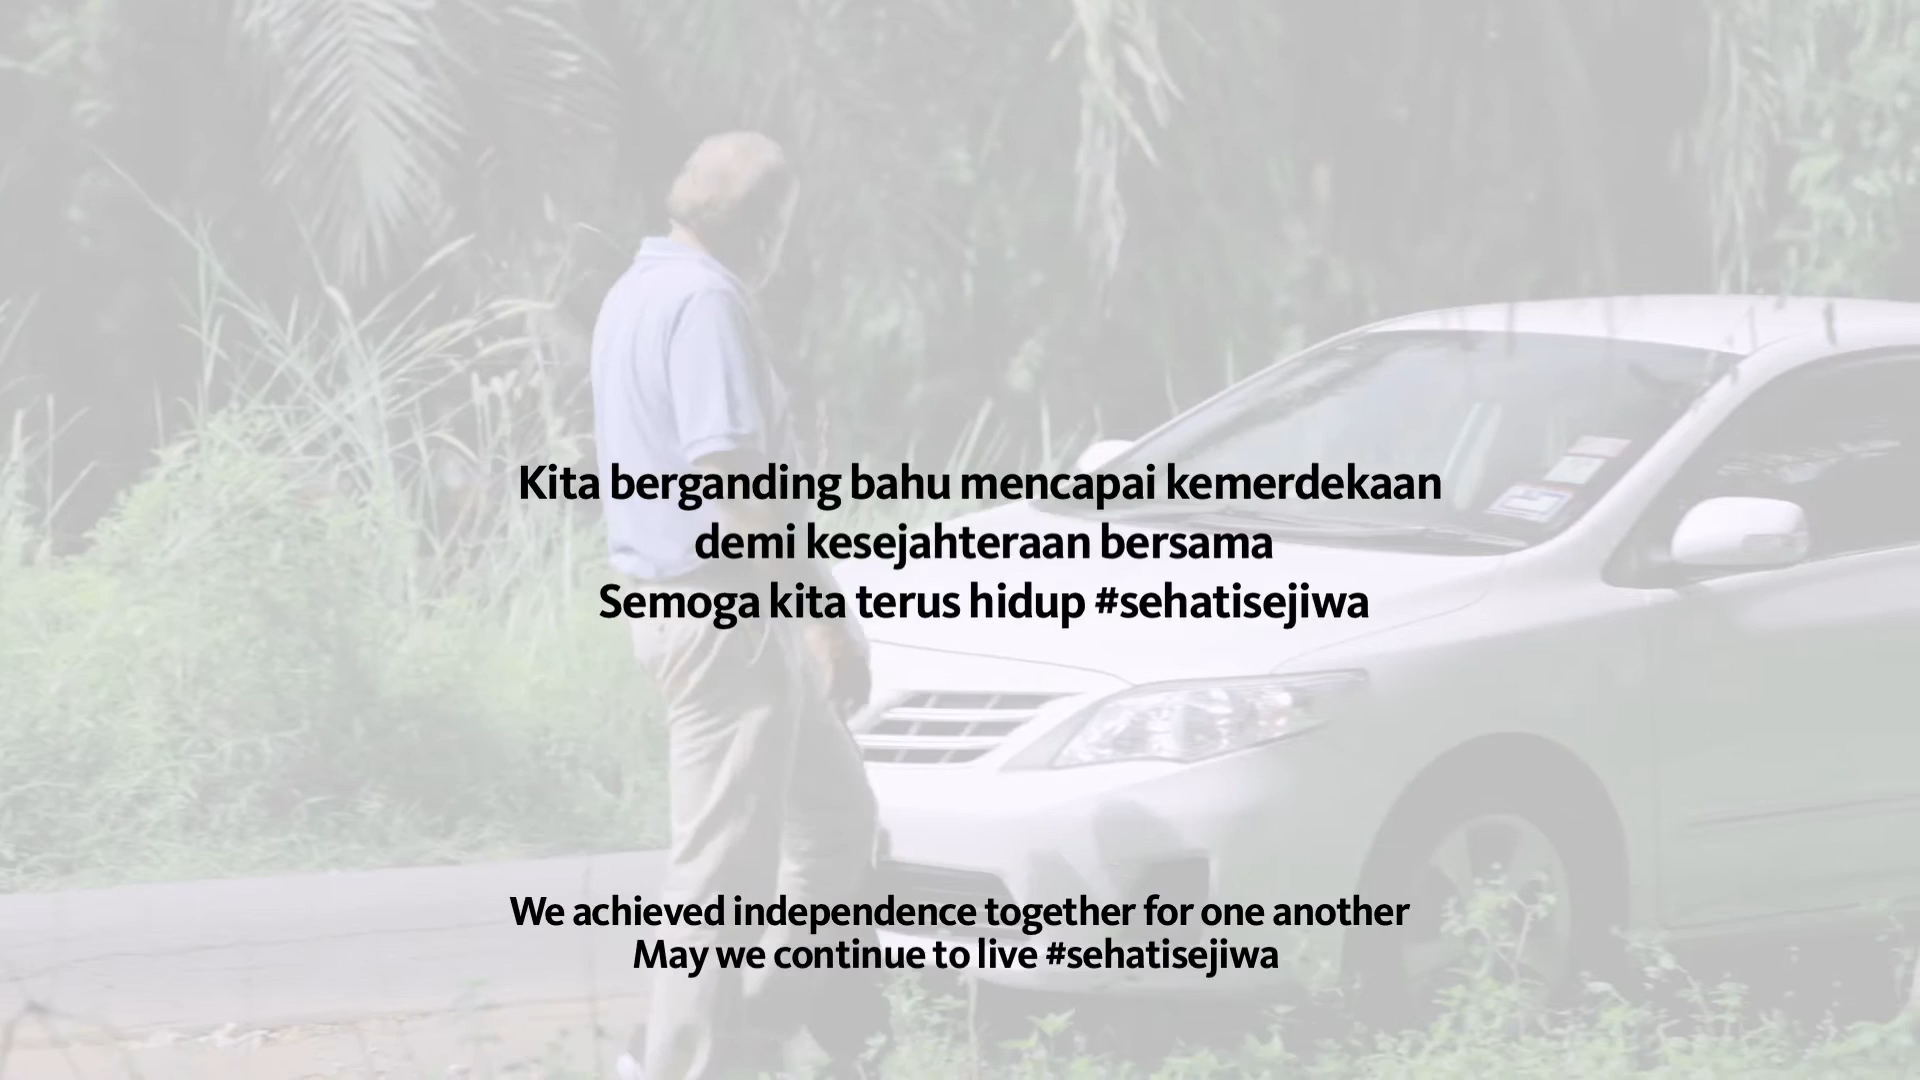 Kita berganding bahu mencapai kemerdekaan
demi kesejahteraan bersama
Semoga kita terus hidup #sehatisejiwa
We achieved independence together for one another
May we continue to live #sehatisejiwa